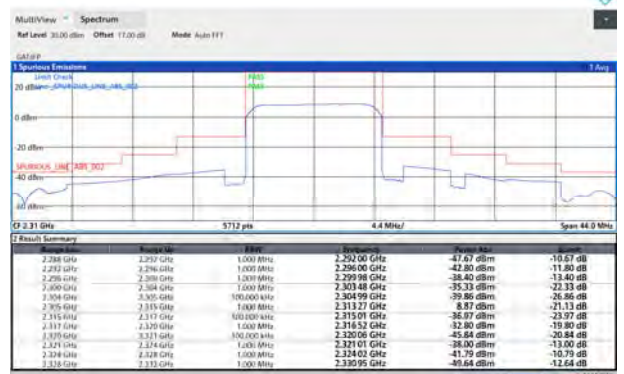 MultiView Spectrum
Ref Level 30.00 dBm Offset 17.00 dB Mode Auto FFT
GAT:IFP
1 Spurious Emissions 1 Avg
Limit Check PASS
PASS
20 dBm
0 dBm
-20 dBm
SPURIOUS_LINE_ABS_002
-40 dBm
-60 dBm
CF 2.31 GHz 5712 pts 4.4 MHz/ Span 44.0 MHz
2 Result Summary
2.288 GHz 2.292 GHz 1.000 MHz 2.292 00 GHz -47.67 dBm -10.67 dB
2.292 GHz 2.296 GHz 1.000 MHz 2.296 00 GHz -42.80 dBm -11.80 dB
2.296 GHz 2.300 GHz 1.000 MHz 2.299 98 GHz -38.40 dBm -13.40 dB
2.300 GHz 2.304 GHz 1.000 MHz 2.303 48 GHz -35.33 dBm -22.33 dB
2.304 GHz 2.305 GHz 100.000 kHz 2.304 99 GHz -39.86 dBm -26.86 dB
2.305 GHz 2.315 GHz 1.000 MHz 2.313 27 GHz 8.87 dBm -21.13 dB
2.315 GHz 2.317 GHz 100.000 kHz 2.315 01 GHz -36.97 dBm -23.97 dB
2.317 GHz 2.320 GHz 1.000 MHz 2.316 52 GHz -32.80 dBm -19.80 dB
2.320 GHz 2.321 GHz 100.000 kHz 2.320 06 GHz -45.84 dBm -20.84 dB
2.321 GHz 2.324 GHz 1.000 MHz 2.321 01 GHz -38.00 dBm -13.00 dB
2.324 GHz 2.328 GHz 1.000 MHz 2.324 02 GHz -41.79 dBm -10.79 dB
2.328 GHz 2.332 GHz 1.000 MHz 2.330 95 GHz -49.64 dBm -12.64 dB